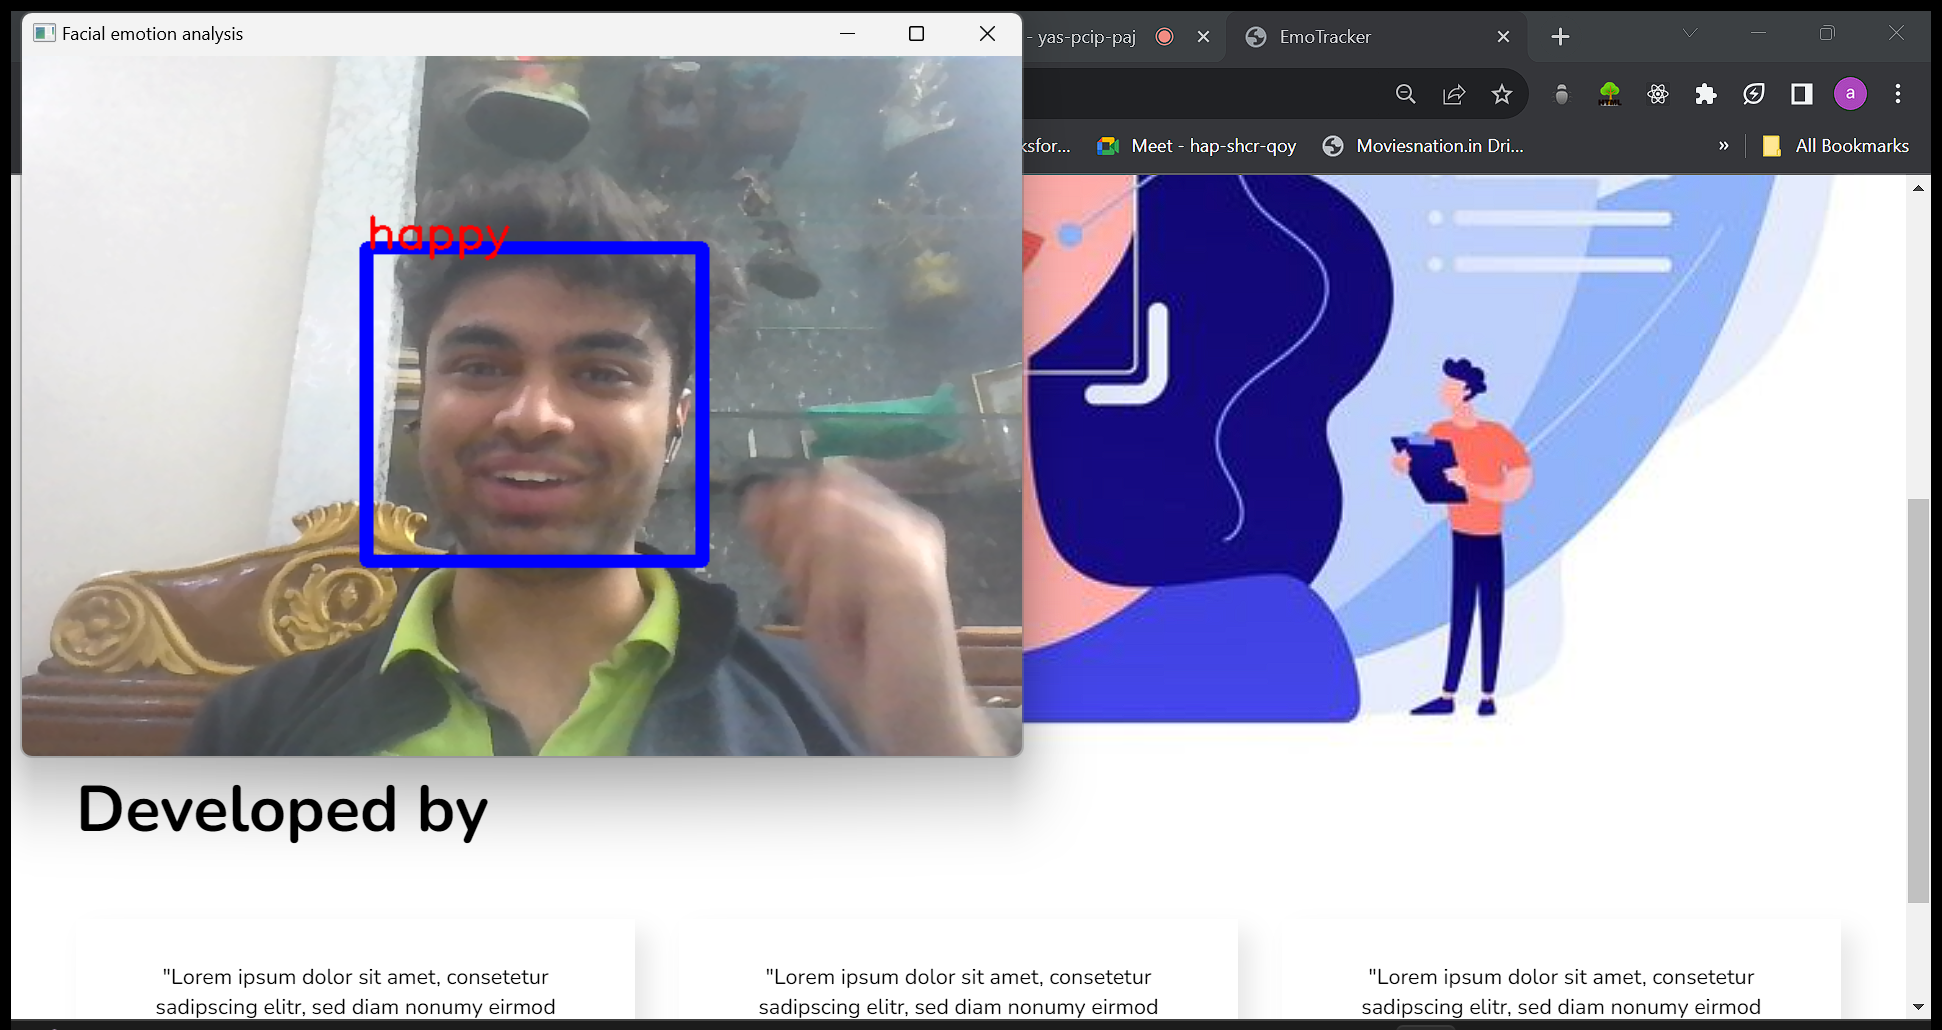 Facial emotion analysis
- yas-pcip-paj
EmoTracker
a
ksfor...
Meet - hap-shcr-qoy
Moviesnation.in Dri...
»
All Bookmarks
happy
Developed by
"Lorem ipsum dolor sit amet, consetetur
sadipscing elitr, sed diam nonumy eirmod
"Lorem ipsum dolor sit amet, consetetur
sadipscing elitr, sed diam nonumy eirmod
"Lorem ipsum dolor sit amet, consetetur
sadipscing elitr, sed diam nonumy eirmod